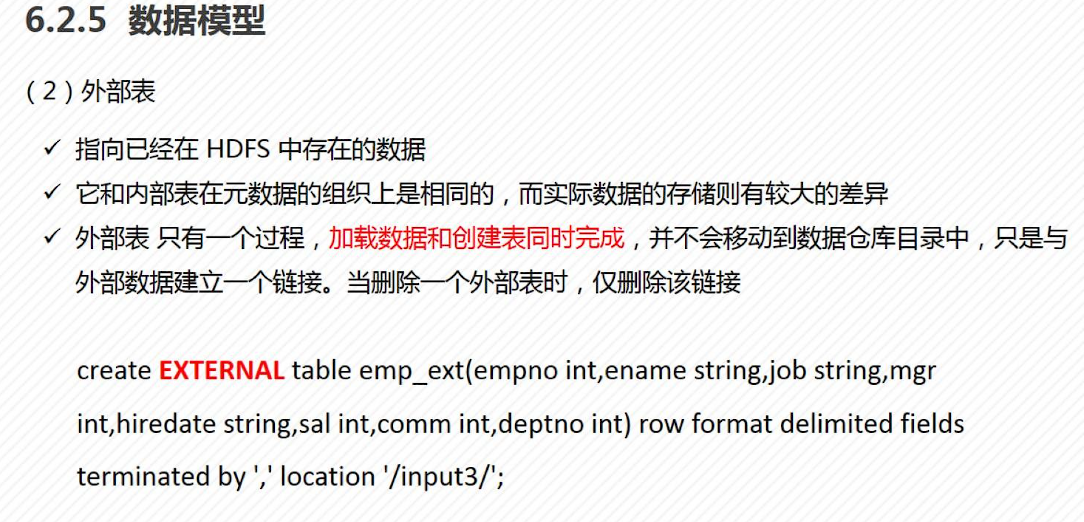 6.2.5 数据模型
（2）外部表
✓ 指向已经在 HDFS 中存在的数据
✓ 它和内部表在元数据的组织上是相同的，而实际数据的存储则有较大的差异
✓ 外部表 只有一个过程，加载数据和创建表同时完成，并不会移动到数据仓库目录中，只是与
外部数据建立一个链接。当删除一个外部表时，仅删除该链接
create EXTERNAL table emp_ext(empno int,ename string,job string,mgr
int,hiredate string,sal int,comm int,deptno int) row format delimited fields
terminated by ',' location '/input3/';